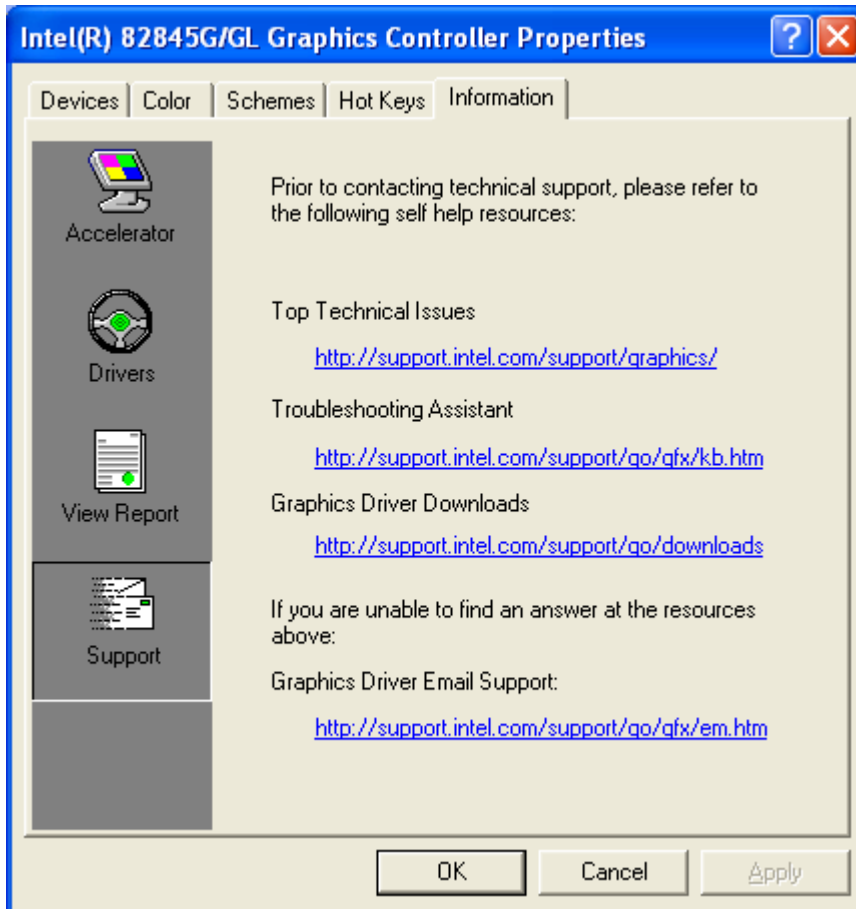 Intel(R) 82845G/GL Graphics Controller Properties
Devices
Color
Schemes
Hot Keys
Information
Accelerator
Drivers
View Report
Support
Prior to contacting technical support, please refer to
the following self help resources:
Top Technical Issues
http://support.intel.com/support/graphics/
Troubleshooting Assistant
http://support.intel.com/support/go/gfx/kb.htm
Graphics Driver Downloads
http://support.intel.com/support/go/downloads
If you are unable to find an answer at the resources
above:
Graphics Driver Email Support:
http://support.intel.com/support/go/gfx/em.htm
OK
Cancel
Apply